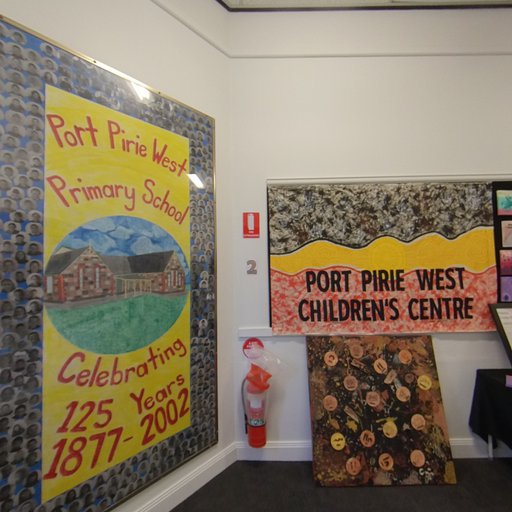 Port Pirie West
Primary School
Celebrating
125 Years
1877-2002
2
PORT PIRIE WEST
CHILDREN'S CENTRE